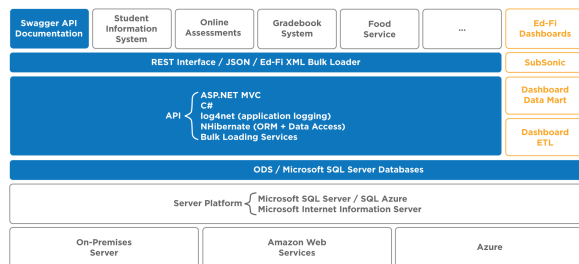 Swagger API
Documentation
Student
Information
System
Online
Assessments
Gradebook
System
Food
Service
...
Ed-Fi
Dashboards
REST Interface / JSON / Ed-Fi XML Bulk Loader
SubSonic
API
ASP.NET MVC
C#
log4net (application logging)
NHibernate (ORM + Data Access)
Bulk Loading Services
Dashboard
Data Mart
Dashboard
ETL
ODS / Microsoft SQL Server Databases
Server Platform
Microsoft SQL Server / SQL Azure
Microsoft Internet Information Server
On-Premises
Server
Amazon Web
Services
Azure